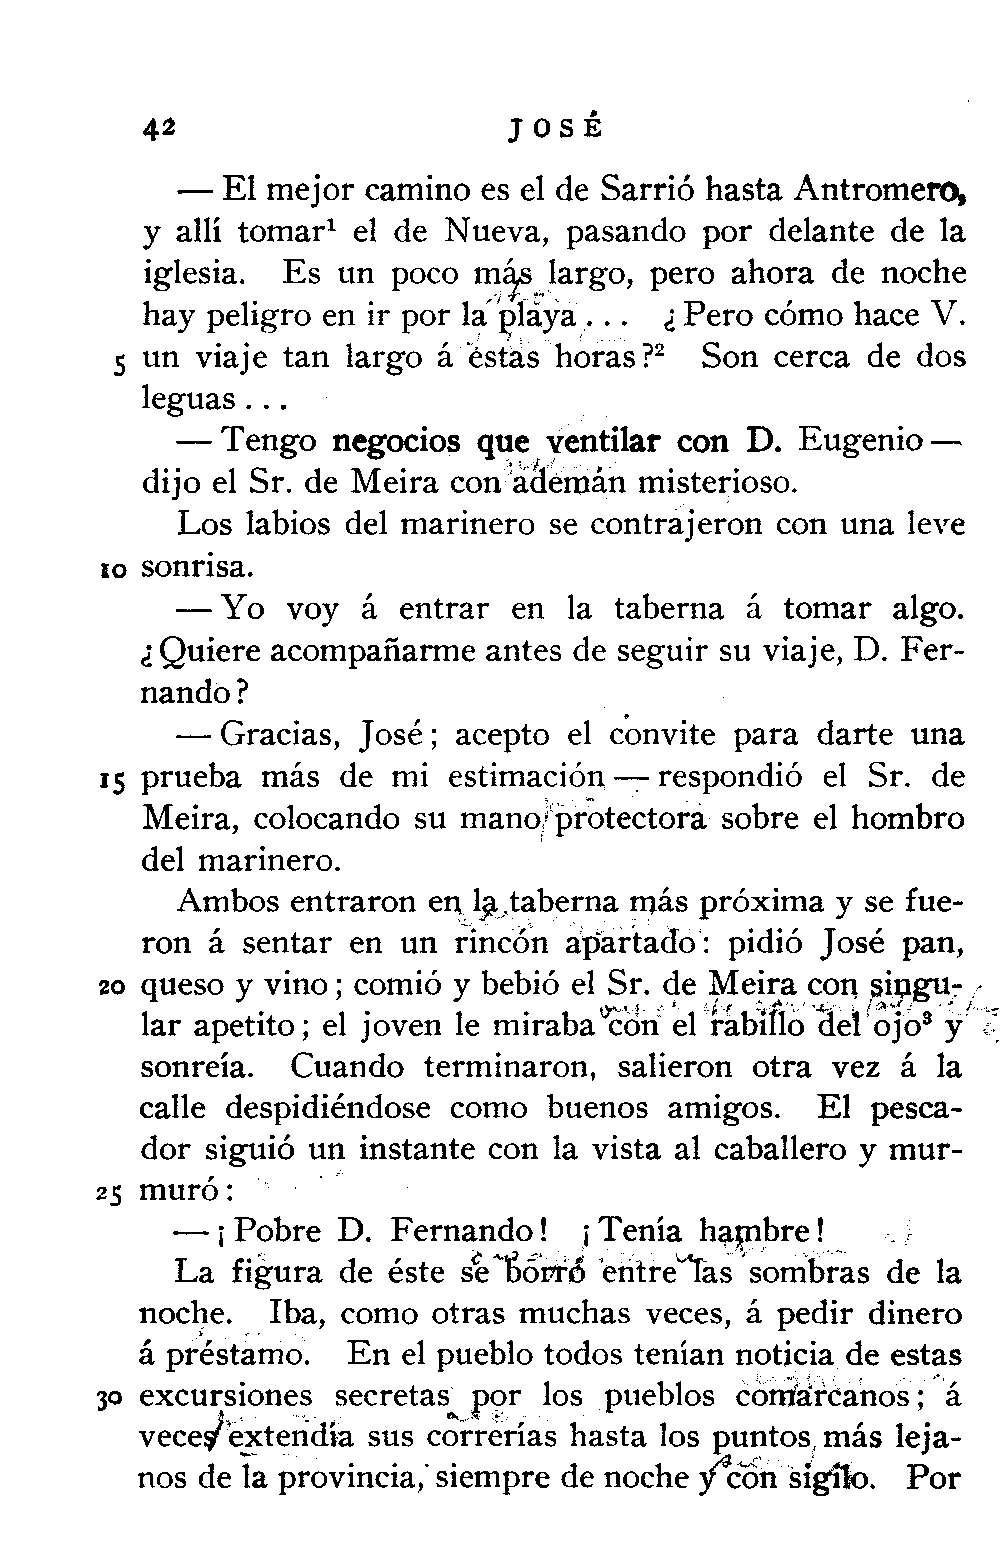 42 JOSÉ
— El mejor camino es el de Sarrió hasta Antromero,
y allí tomar¹ el de Nueva, pasando por delante de la
iglesia. Es un poco más largo, pero ahora de noche
hay peligro en ir por la playa . . . ¿ Pero cómo hace V.
5 un viaje tan largo á estas horas ?² Son cerca de dos
leguas . . .
— Tengo negocios que ventilar con D. Eugenio —
dijo el Sr. de Meira con ademán misterioso.
Los labios del marinero se contrajeron con una leve
10 sonrisa.
— Yo voy á entrar en la taberna á tomar algo.
¿ Quiere acompañarme antes de seguir su viaje, D. Fer-
nando ?
— Gracias, José ; acepto el convite para darte una
15 prueba más de mi estimación — respondió el Sr. de
Meira, colocando su mano protectora sobre el hombro
del marinero.
Ambos entraron en la taberna más próxima y se fue-
ron á sentar en un rincón apartado : pidió José pan,
20 queso y vino ; comió y bebió el Sr. de Meira con singu-
lar apetito ; el joven le miraba con el rabillo del ojo³ y
sonreía. Cuando terminaron, salieron otra vez á la
calle despidiéndose como buenos amigos. El pesca-
dor siguió un instante con la vista al caballero y mur-
25 muró :
— ¡ Pobre D. Fernando ! ¡ Tenía hambre !
La figura de éste se borró entre las sombras de la
noche. Iba, como otras muchas veces, á pedir dinero
á préstamo. En el pueblo todos tenían noticia de estas
30 excursiones secretas por los pueblos comarcanos ; á
veces extendía sus correrías hasta los puntos más leja-
nos de la provincia, siempre de noche y con sigilo. Por